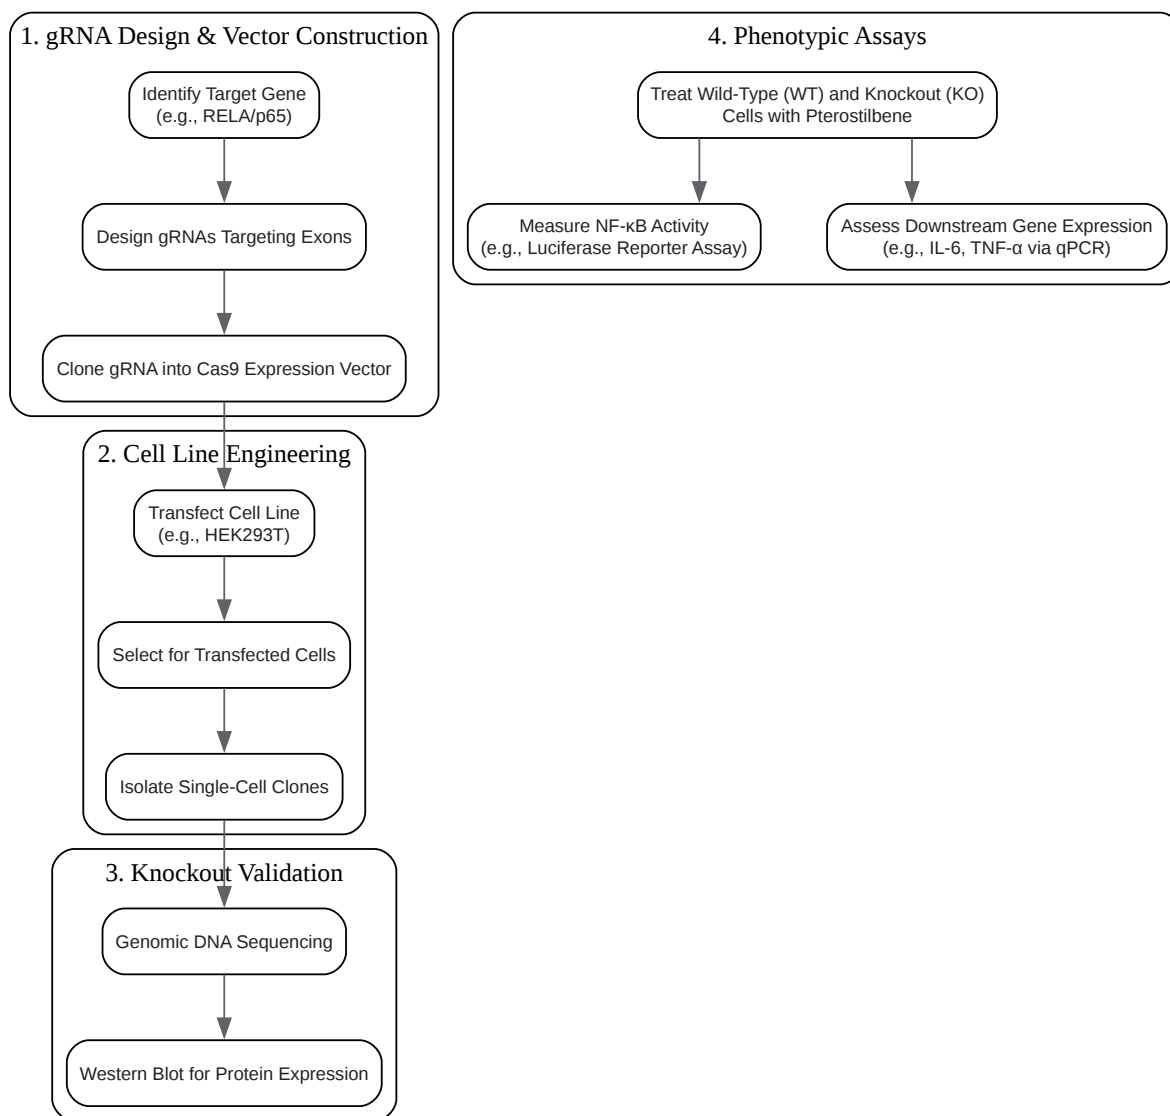 1. gRNA Design & Vector Construction
Identify Target Gene
(e.g., RELA/p65)
Design gRNAs Targeting Exons
Clone gRNA into Cas9 Expression Vector
2. Cell Line Engineering
Transfect Cell Line
(e.g., HEK293T)
Select for Transfected Cells
Isolate Single-Cell Clones
3. Knockout Validation
Genomic DNA Sequencing
Western Blot for Protein Expression
4. Phenotypic Assays
Treat Wild-Type (WT) and Knockout (KO)
Cells with Pterostilbene
Measure NF-κB Activity
(e.g., Luciferase Reporter Assay)
Assess Downstream Gene Expression
(e.g., IL-6, TNF-α via qPCR)